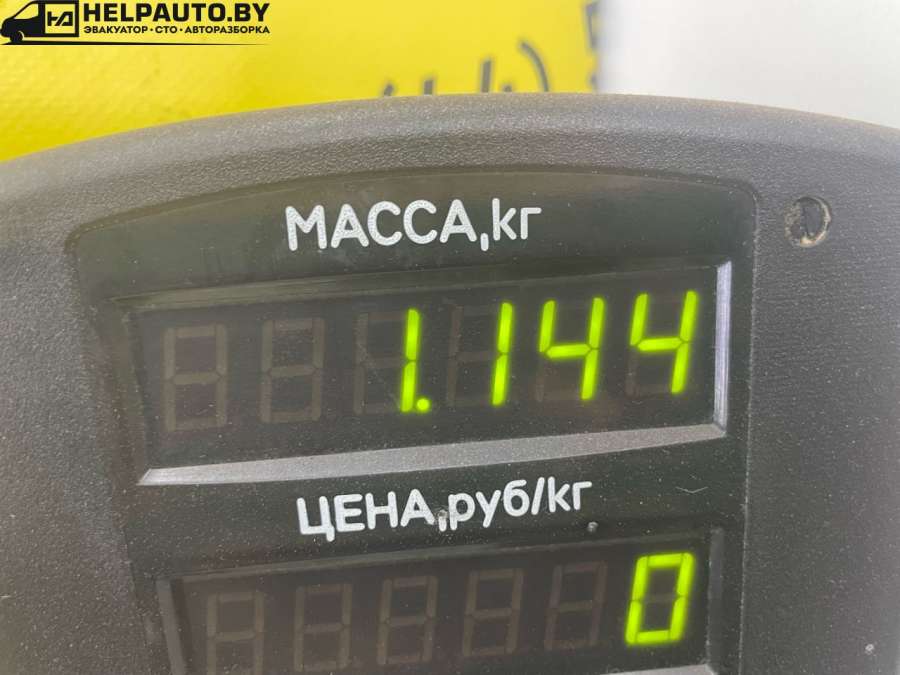 HELPAUTO.BY
ЭВАКУАТОР • СТО • АВТОРАЗБОРКА
МАССА,кг
1.144
ЦЕНА,руб/кг
0